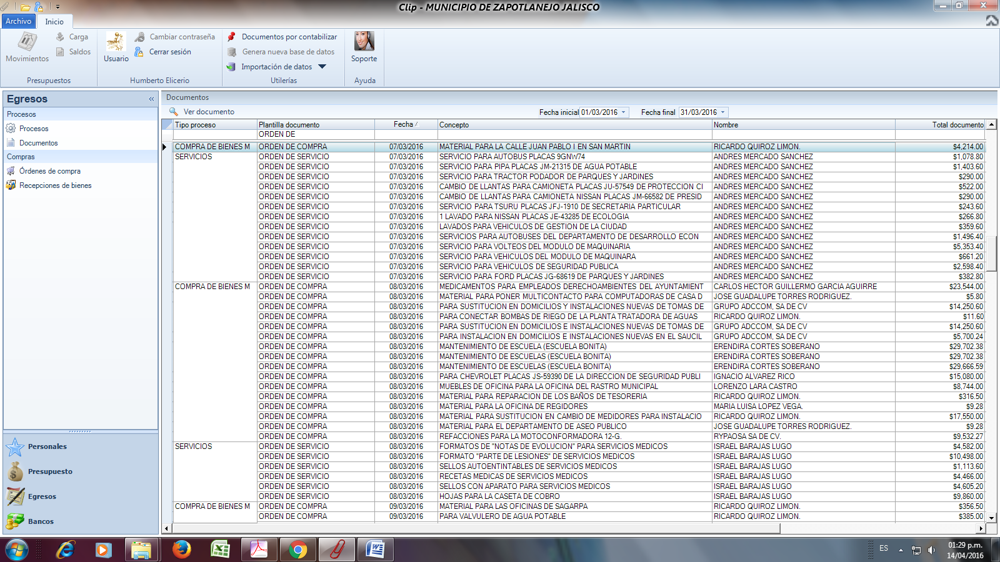 Clip - MUNICIPIO DE ZAPOTLANEJO JALISCO
Archivo Inicio
Movimientos Carga Saldos Presupuestos
Usuario Cambiar contraseña Cerrar sesión Humberto Elicerio
Documentos por contabilizar
Genera nueva base de datos
Importación de datos
Utilerías
Soporte
Ayuda
Egresos «
Procesos
Procesos
Documentos
Compras
Órdenes de compra
Recepciones de bienes
Personales
Presupuesto
Egresos
Bancos
Documentos
Ver documento Fecha inicial 01/03/2016 Fecha final 31/03/2016
Tipo proceso Plantilla documento Fecha Concepto Nombre Total documento
ORDEN DE
COMPRA DE BIENES M ORDEN DE COMPRA 07/03/2016 MATERIAL PARA LA CALLE JUAN PABLO I EN SAN MARTIN RICARDO QUIROZ LIMON. $4,214.00
SERVICIOS ORDEN DE SERVICIO 07/03/2016 SERVICIO PARA AUTOBUS PLACAS 9GNW74 ANDRES MERCADO SANCHEZ $1,078.80
ORDEN DE SERVICIO 07/03/2016 SERVICIO PARA PIPA PLACAS JM-21315 DE AGUA POTABLE ANDRES MERCADO SANCHEZ $1,403.60
ORDEN DE SERVICIO 07/03/2016 SERVICIO PARA TRACTOR PODADOR DE PARQUES Y JARDINES ANDRES MERCADO SANCHEZ $290.00
ORDEN DE SERVICIO 07/03/2016 CAMBIO DE LLANTAS PARA CAMIONETA PLACAS JU-57549 DE PROTECCION CI ANDRES MERCADO SANCHEZ $522.00
ORDEN DE SERVICIO 07/03/2016 CAMBIO DE LLANTAS PARA CAMIONETA NISSAN PLACAS JM-66582 DE PRESID ANDRES MERCADO SANCHEZ $290.00
ORDEN DE SERVICIO 07/03/2016 SERVICIO PARA TSURU PLACAS JFJ-1910 DE SECRETARIA PARTICULAR ANDRES MERCADO SANCHEZ $243.60
ORDEN DE SERVICIO 07/03/2016 1 LAVADO PARA NISSAN PLACAS JE-43285 DE ECOLOGIA ANDRES MERCADO SANCHEZ $266.80
ORDEN DE SERVICIO 07/03/2016 LAVADOS PARA VEHICULOS DE GESTION DE LA CIUDAD ANDRES MERCADO SANCHEZ $359.60
ORDEN DE SERVICIO 07/03/2016 SERVICIOS PARA AUTOBUSES DEL DEPARTAMENTO DE DESARROLLO ECON ANDRES MERCADO SANCHEZ $1,496.40
ORDEN DE SERVICIO 07/03/2016 SERVICIO PARA VOLTEOS DEL MODULO DE MAQUINARIA ANDRES MERCADO SANCHEZ $5,353.40
ORDEN DE SERVICIO 07/03/2016 SERVICIO PARA VEHICULOS DEL MODULO DE MAQUINARA ANDRES MERCADO SANCHEZ $661.20
ORDEN DE SERVICIO 07/03/2016 SERVICIO PARA VEHICULOS DE SEGURIDAD PUBLICA ANDRES MERCADO SANCHEZ $2,598.40
ORDEN DE SERVICIO 07/03/2016 SERVICIO PARA FORD PLACAS JG-68619 DE PARQUES Y JARDINES ANDRES MERCADO SANCHEZ $382.80
COMPRA DE BIENES M ORDEN DE COMPRA 08/03/2016 MEDICAMENTOS PARA EMPLEADOS DERECHOAMBIENTES DEL AYUNTAMIENT CARLOS HECTOR GUILLERMO GARCIA AGUIRRE $23,544.00
ORDEN DE COMPRA 08/03/2016 MATERIAL PARA PONER MULTICONTACTO PARA COMPUTADORAS DE CASA D JOSE GUADALUPE TORRES RODRIGUEZ. $5.80
ORDEN DE COMPRA 08/03/2016 PARA SUSTITUCION EN DOMICILIOS Y INSTALACIONES NUEVAS DE TOMAS DE GRUPO ADCCOM, SA DE CV $14,250.60
ORDEN DE COMPRA 08/03/2016 PARA CONECTAR BOMBAS DE RIEGO DE LA PLANTA TRATADORA DE AGUAS RICARDO QUIROZ LIMON. $11.60
ORDEN DE COMPRA 08/03/2016 PARA SUSTITUCION EN DOMICILIOS E INSTALACIONES NUEVAS DE TOMAS DE GRUPO ADCCOM, SA DE CV $14,250.60
ORDEN DE COMPRA 08/03/2016 PARA INSTALACION EN DOMICILIOS E INSTALACIONES NUEVAS EN EL SAUCIL GRUPO ADCCOM, SA DE CV $5,700.24
ORDEN DE COMPRA 08/03/2016 MANTENIMIENTO DE ESCUELA (ESCUELA BONITA) ERENDIRA CORTES SOBERANO $29,702.38
ORDEN DE COMPRA 08/03/2016 MANTENIMIENTO DE ESCUELAS (ESCUELA BONITA) ERENDIRA CORTES SOBERANO $29,702.38
ORDEN DE COMPRA 08/03/2016 MANTENIMIENTO DE ESCUELAS (ESCUELA BONITA) ERENDIRA CORTES SOBERANO $29,666.59
ORDEN DE COMPRA 08/03/2016 PARA CHEVROLET PLACAS JS-59390 DE LA DIRECCION DE SEGURIDAD PUBLI IGNACIO ALVAREZ RICO $15,080.00
ORDEN DE COMPRA 08/03/2016 MUEBLES DE OFICINA PARA LA OFICINA DEL RASTRO MUNICIPAL LORENZO LARA CASTRO $8,744.00
ORDEN DE COMPRA 08/03/2016 MATERIAL PARA REPARACION DE LOS BAÑOS DE TESORERIA RICARDO QUIROZ LIMON. $316.50
ORDEN DE COMPRA 08/03/2016 MATERIAL PARA LA OFICINA DE REGIDORES MARIA LUISA LOPEZ VEGA. $9.28
ORDEN DE COMPRA 08/03/2016 MATERIAL PARA SUSTITUCION EN CAMBIO DE MEDIDORES PARA INSTALACIO RICARDO QUIROZ LIMON. $17,550.00
ORDEN DE COMPRA 08/03/2016 MATERIAL PARA EL DEPARTAMENTO DE ASEO PUBLICO JOSE GUADALUPE TORRES RODRIGUEZ. $9.28
ORDEN DE COMPRA 08/03/2016 REFACCIONES PARA LA MOTOCONFORMADORA 12-G. RYPAOSA SA DE CV. $9,532.27
SERVICIOS ORDEN DE SERVICIO 08/03/2016 FORMATOS DE "NOTAS DE EVOLUCION" PARA SERVICIOS MEDICOS ISRAEL BARAJAS LUGO $4,582.00
ORDEN DE SERVICIO 08/03/2016 FORMATO "PARTE DE LESIONES" DE SERVICIOS MEDICOS ISRAEL BARAJAS LUGO $10,498.00
ORDEN DE SERVICIO 08/03/2016 SELLOS AUTOENTINTABLES DE SERVICIOS MEDICOS ISRAEL BARAJAS LUGO $1,113.60
ORDEN DE SERVICIO 08/03/2016 RECETAS MEDICAS DE SERVICIOS MEDICOS ISRAEL BARAJAS LUGO $4,466.00
ORDEN DE SERVICIO 08/03/2016 SELLOS CON APARATO PARA SERVICIOS MEDICOS ISRAEL BARAJAS LUGO $4,605.20
ORDEN DE SERVICIO 08/03/2016 HOJAS PARA LA CASETA DE COBRO ISRAEL BARAJAS LUGO $9,860.00
COMPRA DE BIENES M ORDEN DE COMPRA 09/03/2016 MATERIAL PARA LAS OFICINAS DE SAGARPA RICARDO QUIROZ LIMON. $356.50
ORDEN DE COMPRA 09/03/2016 PARA VALVULERO DE AGUA POTABLE RICARDO QUIROZ LIMON. $385.00
ES 01:29 p.m.
14/04/2016